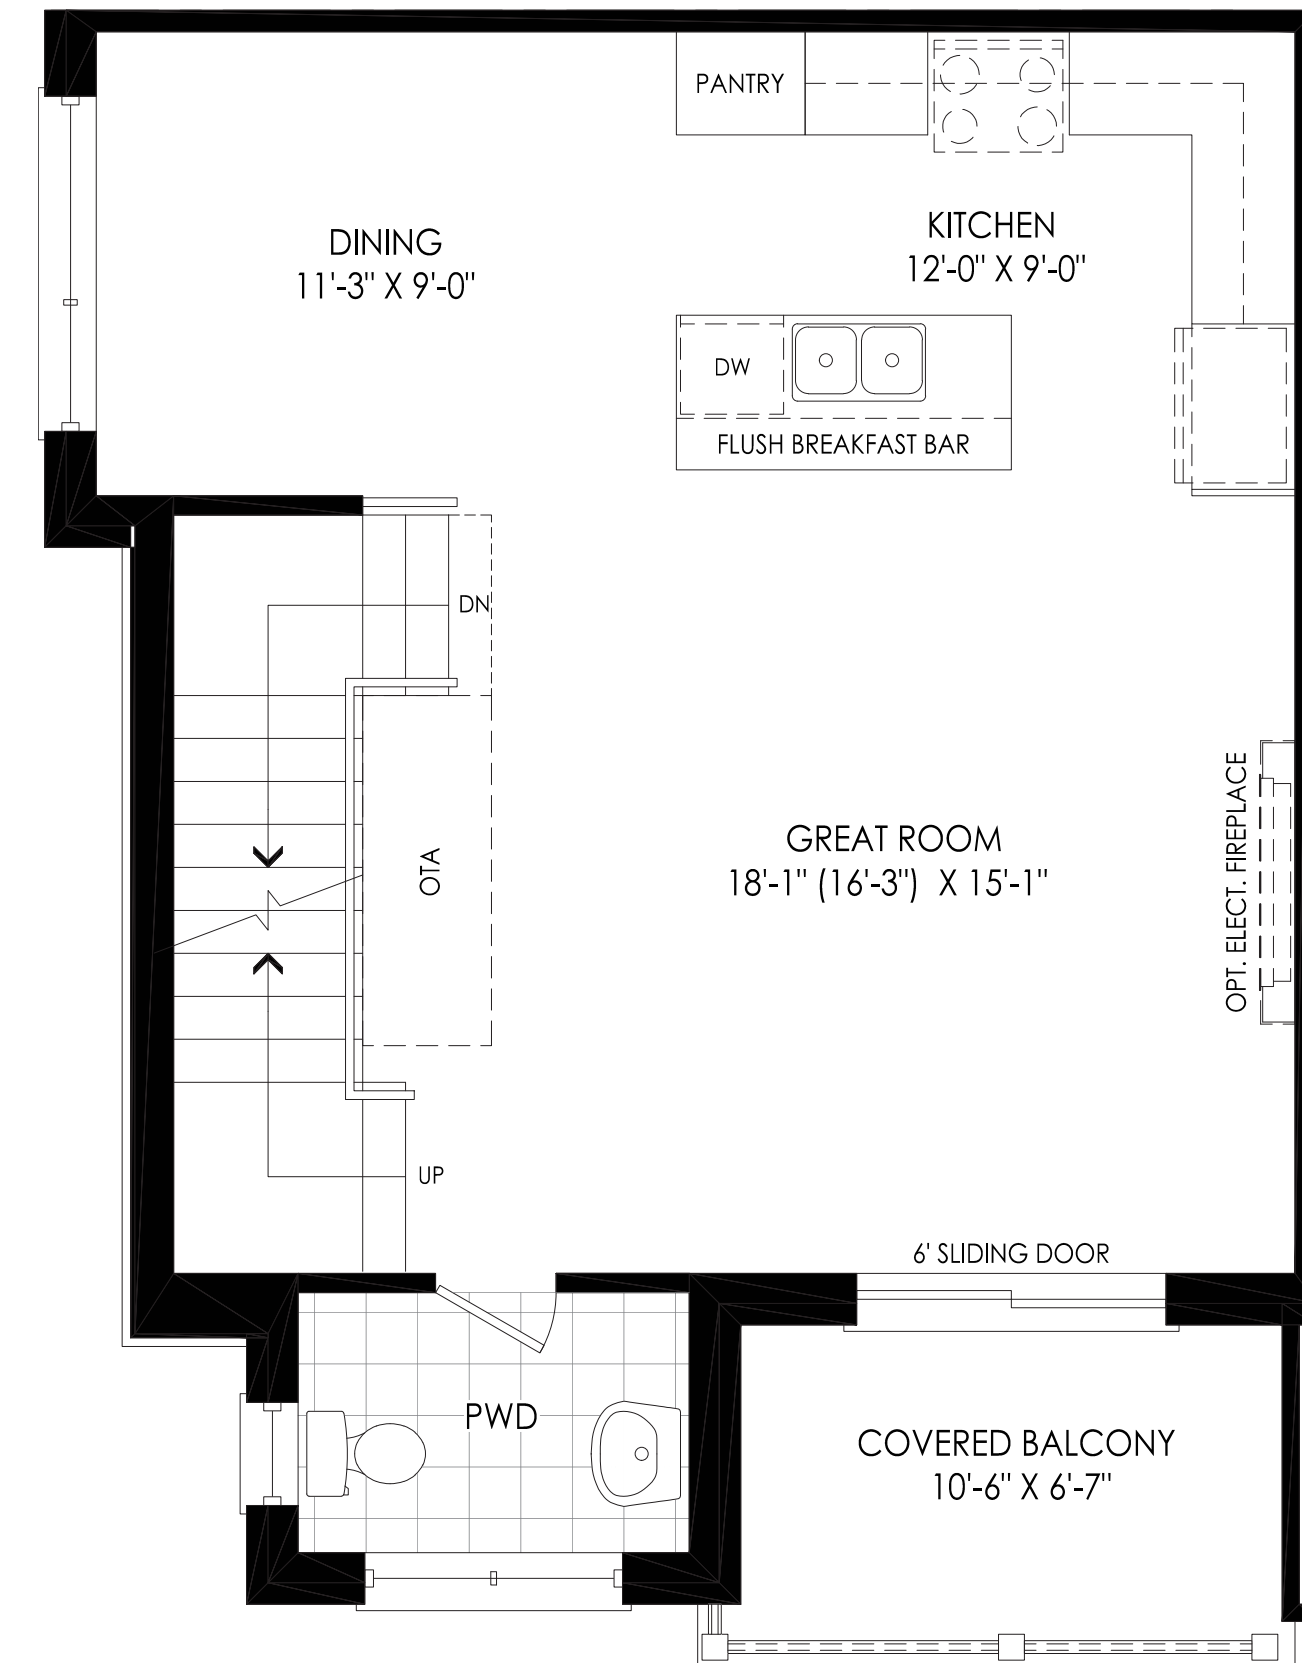 PANTRY
KITCHEN
12'-0" X 9'-0"
DINING
11'-3" X 9'-0"
DW
FLUSH BREAKFAST BAR
DN
OPT. ELECT. FIREPLACE
GREAT ROOM
18'-1" (16'-3") X 15'-1"
OTA
UP
6' SLIDING DOOR
PWD
COVERED BALCONY
10'-6" X 6'-7"